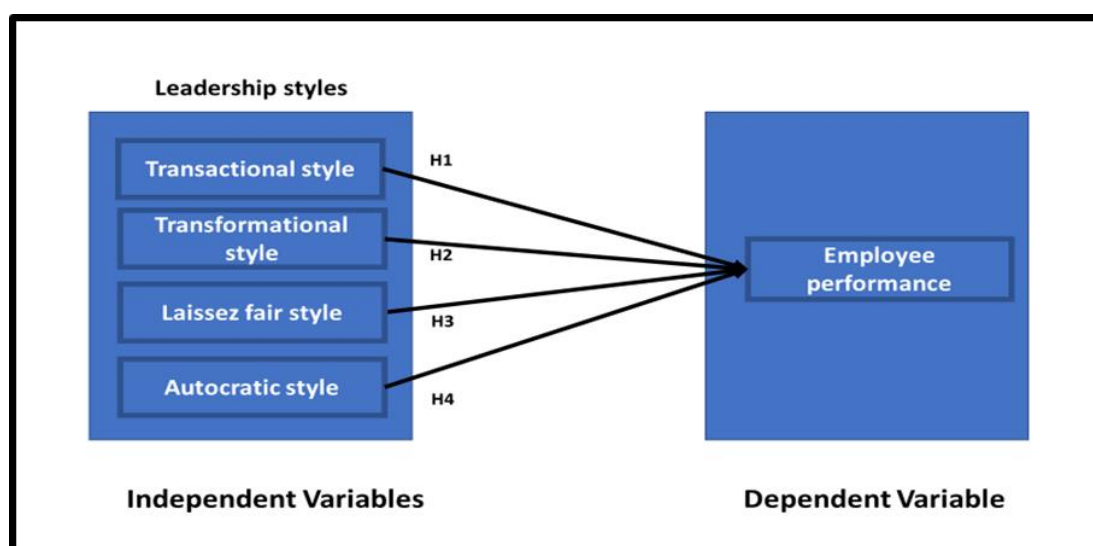 Leadership styles
Transactional style
Transformational
style
Laissez fair style
Autocratic style
H1
H2
H3
H4
Employee
performance
Independent Variables
Dependent Variable